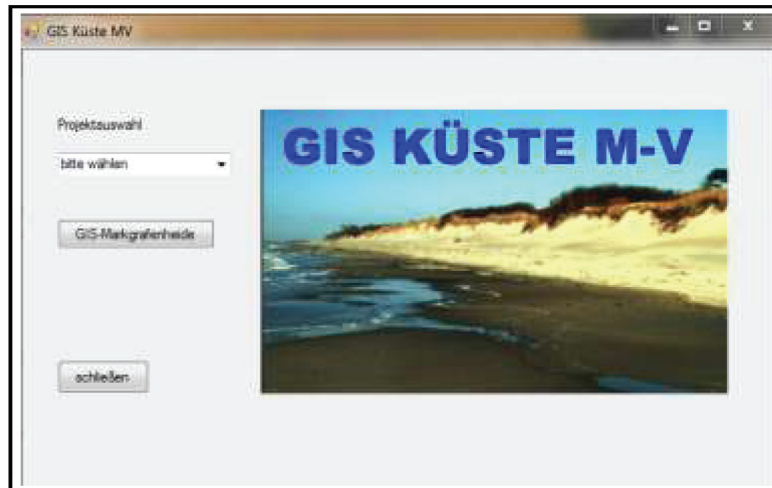 GIS Küste MV
Projektauswahl
bitte wählen
GIS-Markgrafenheide
schließen
GIS KÜSTE M-V